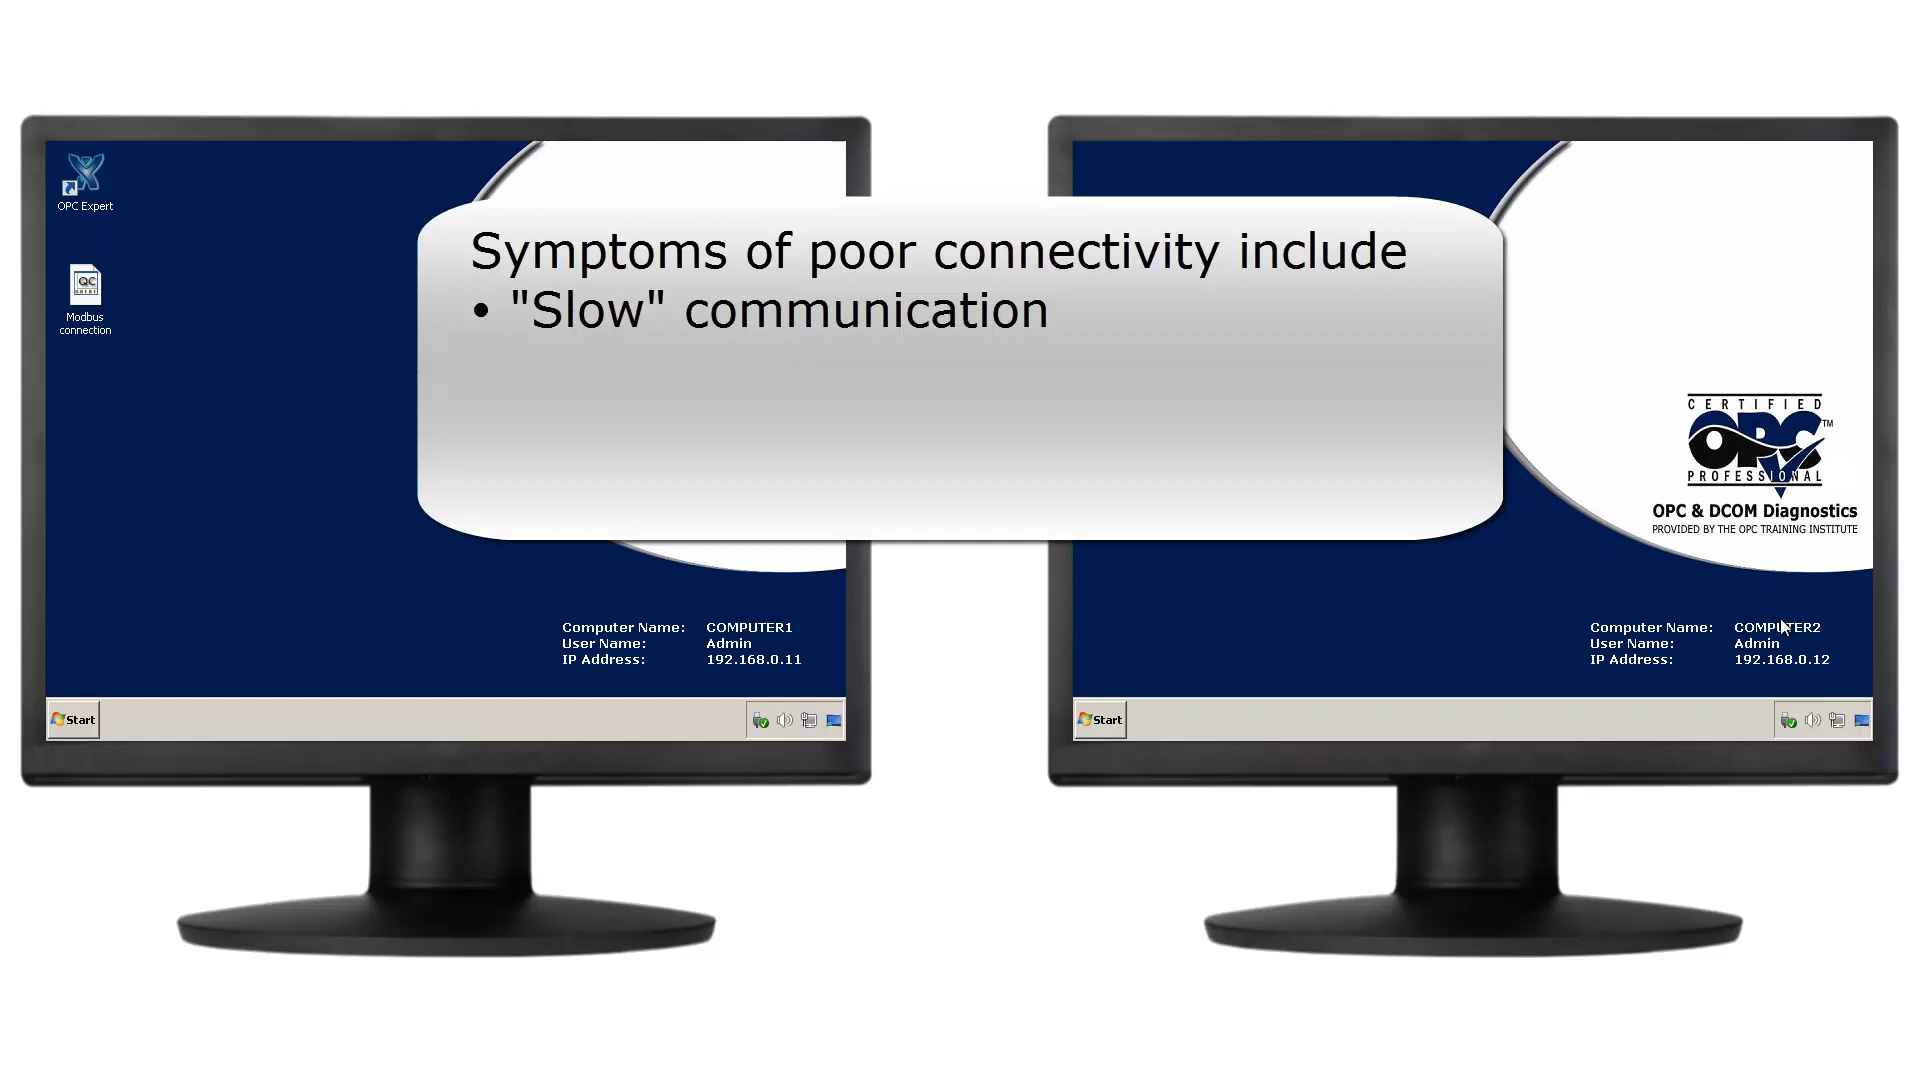 OPC Expert
Modbus
connection
QC
Symptoms of poor connectivity include
• "Slow" communication
CERTIFIED
OPC™
PROFESSIONAL
OPC & DCOM Diagnostics
PROVIDED BY THE OPC TRAINING INSTITUTE
Computer Name: COMPUTER1
User Name: Admin
IP Address: 192.168.0.11
Computer Name: COMPUTER2
User Name: Admin
IP Address: 192.168.0.12
Start
Start